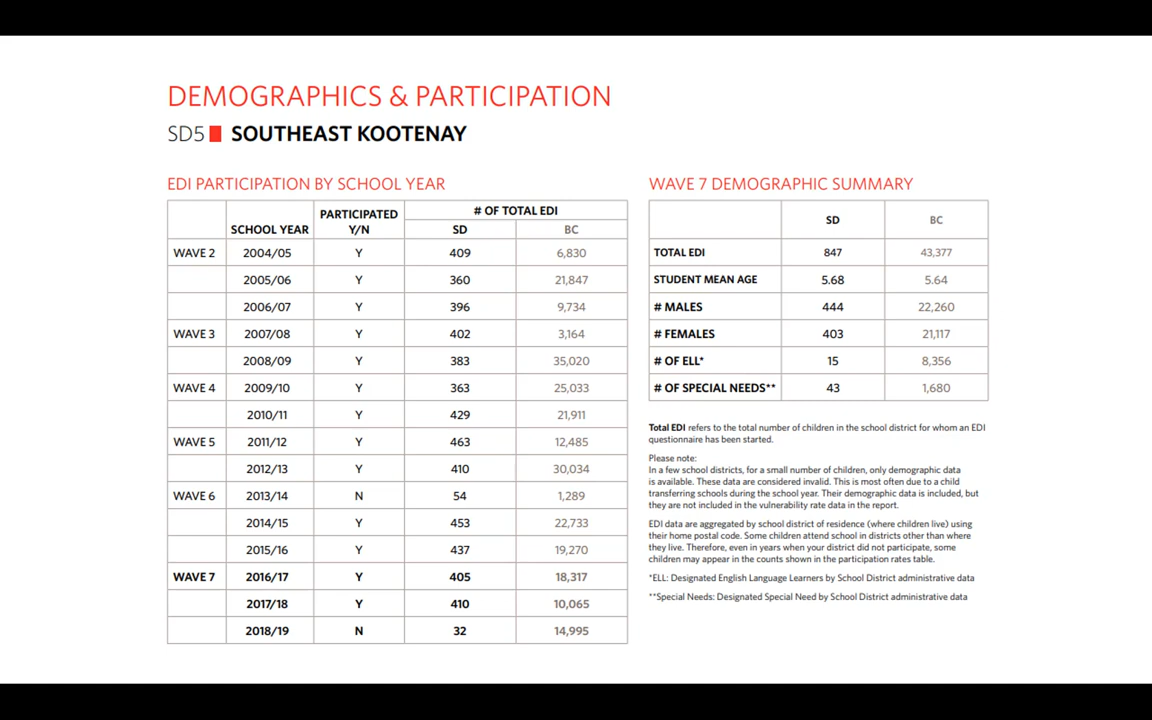 DEMOGRAPHICS & PARTICIPATION
SD5 SOUTHEAST KOOTENAY
EDI PARTICIPATION BY SCHOOL YEAR
SCHOOL YEAR PARTICIPATED Y/N # OF TOTAL EDI
SD BC
WAVE 2 2004/05 Y 409 6,830
2005/06 Y 360 21,847
2006/07 Y 396 9,734
WAVE 3 2007/08 Y 402 3,164
2008/09 Y 383 35,020
WAVE 4 2009/10 Y 363 25,033
2010/11 Y 429 21,911
WAVE 5 2011/12 Y 463 12,485
2012/13 Y 410 30,034
WAVE 6 2013/14 N 54 1,289
2014/15 Y 453 22,733
2015/16 Y 437 19,270
WAVE 7 2016/17 Y 405 18,317
2017/18 Y 410 10,065
2018/19 N 32 14,995
WAVE 7 DEMOGRAPHIC SUMMARY
SD BC
TOTAL EDI 847 43,377
STUDENT MEAN AGE 5.68 5.64
# MALES 444 22,260
# FEMALES 403 21,117
# OF ELL* 15 8,356
# OF SPECIAL NEEDS** 43 1,680
Total EDI refers to the total number of children in the school district for whom an EDI
questionnaire has been started.
Please note:
In a few school districts, for a small number of children, only demographic data
is available. These data are considered invalid. This is most often due to a child
transferring schools during the school year. Their demographic data is included, but
they are not included in the vulnerability rate data in the report.
EDI data are aggregated by school district of residence (where children live) using
their home postal code. Some children attend school in districts other than where
they live. Therefore, even in years when your district did not participate, some
children may appear in the counts shown in the participation rates table.
*ELL: Designated English Language Learners by School District administrative data
**Special Needs: Designated Special Need by School District administrative data